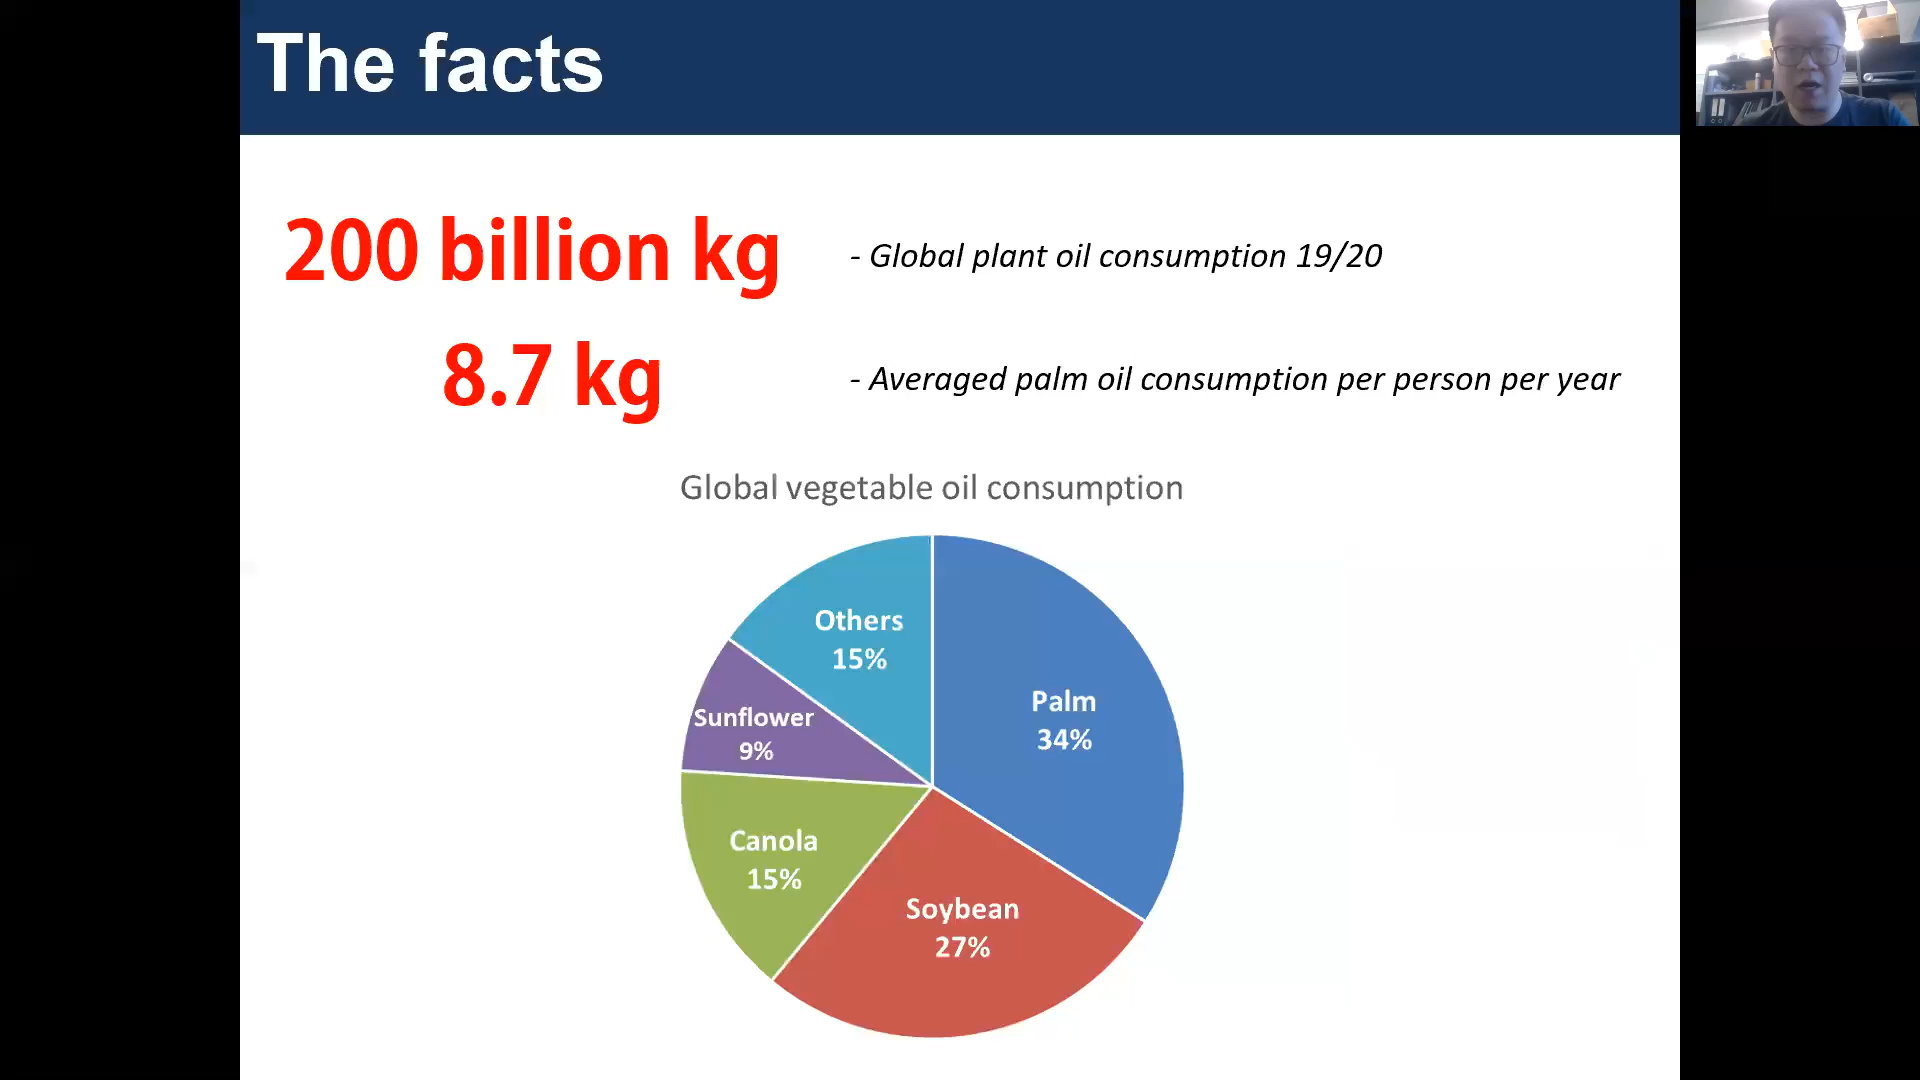 The facts
200 billion kg - Global plant oil consumption 19/20
8.7 kg - Averaged palm oil consumption per person per year
Global vegetable oil consumption
Others
15%
Palm
34%
Sunflower
9%
Canola
15%
Soybean
27%